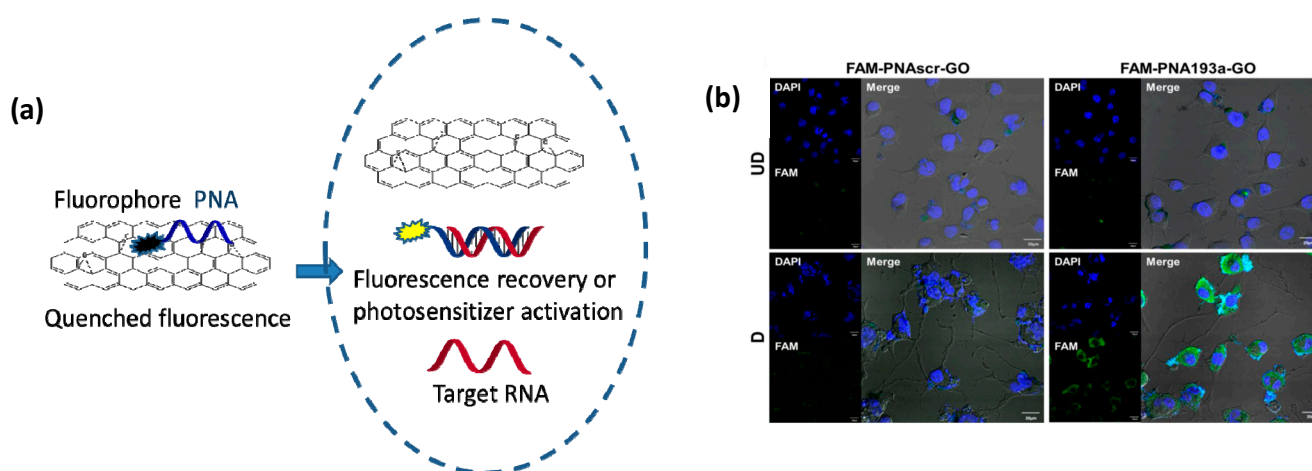 (a)
Fluorophore PNA
Quenched fluorescence
Fluorescence recovery or
photosensitizer activation
Target RNA
(b)
FAM-PNAscr-GO
FAM-PNA193a-GO
UD
DAPI
Merge
FAM
DAPI
Merge
FAM
D
DAPI
Merge
FAM
DAPI
Merge
FAM